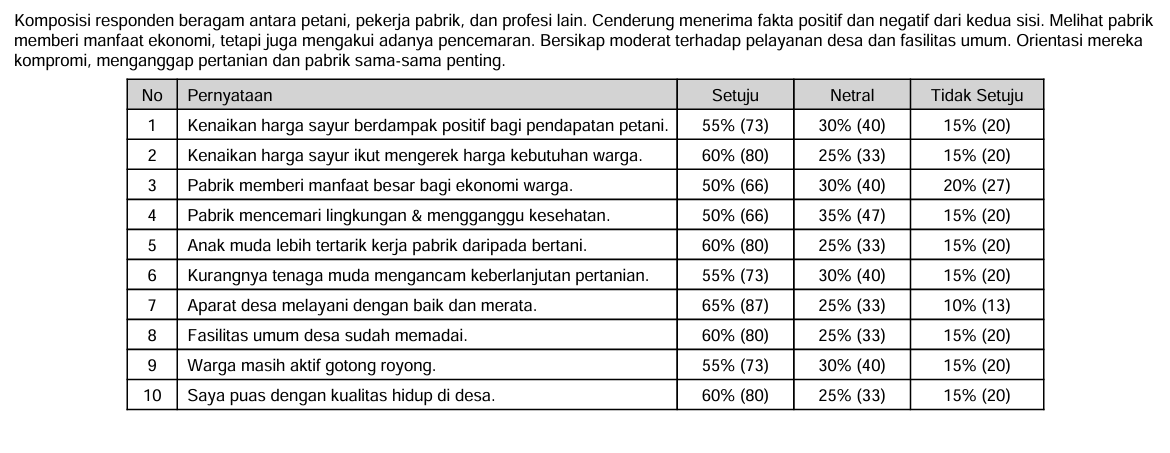 Komposisi responden beragam antara petani, pekerja pabrik, dan profesi lain. Cenderung menerima fakta positif dan negatif dari kedua sisi. Melihat pabrik
memberi manfaat ekonomi, tetapi juga mengakui adanya pencemaran. Bersikap moderat terhadap pelayanan desa dan fasilitas umum. Orientasi mereka
kompromi, menganggap pertanian dan pabrik sama-sama penting.
No Pernyataan Setuju Netral Tidak Setuju
1 Kenaikan harga sayur berdampak positif bagi pendapatan petani. 55% (73) 30% (40) 15% (20)
2 Kenaikan harga sayur ikut mengerek harga kebutuhan warga. 60% (80) 25% (33) 15% (20)
3 Pabrik memberi manfaat besar bagi ekonomi warga. 50% (66) 30% (40) 20% (27)
4 Pabrik mencemari lingkungan & mengganggu kesehatan. 50% (66) 35% (47) 15% (20)
5 Anak muda lebih tertarik kerja pabrik daripada bertani. 60% (80) 25% (33) 15% (20)
6 Kurangnya tenaga muda mengancam keberlanjutan pertanian. 55% (73) 30% (40) 15% (20)
7 Aparat desa melayani dengan baik dan merata. 65% (87) 25% (33) 10% (13)
8 Fasilitas umum desa sudah memadai. 60% (80) 25% (33) 15% (20)
9 Warga masih aktif gotong royong. 55% (73) 30% (40) 15% (20)
10 Saya puas dengan kualitas hidup di desa. 60% (80) 25% (33) 15% (20)